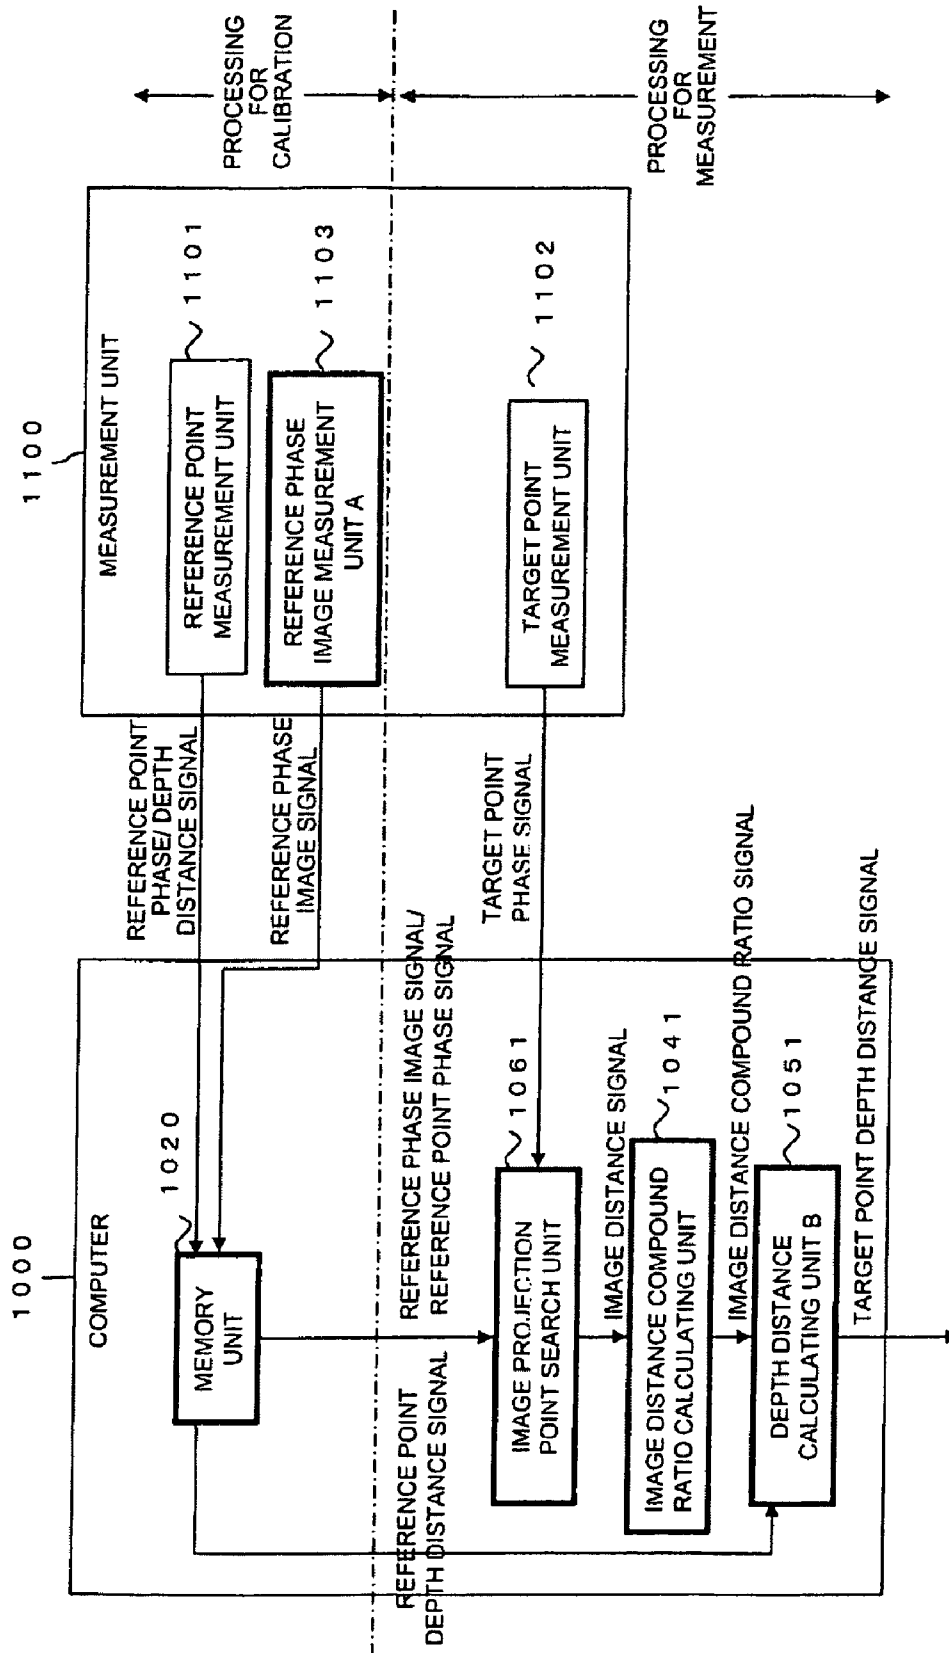 1000
COMPUTER
1020
MEMORY
UNIT
REFERENCE POINT
PHASE/ DEPTH
DISTANCE SIGNAL
REFERENCE PHASE
IMAGE SIGNAL
1100
MEASUREMENT UNIT
REFERENCE POINT
MEASUREMENT UNIT
1101
REFERENCE PHASE
IMAGE MEASUREMENT
UNIT A
1103
PROCESSING
FOR
CALIBRATION
REFERENCE POINT
DEPTH DISTANCE SIGNAL
REFERENCE PHASE IMAGE SIGNAL/
REFERENCE POINT PHASE SIGNAL
TARGET POINT
PHASE SIGNAL
TARGET POINT
MEASUREMENT UNIT
1102
PROCESSING
FOR
MEASUREMENT
IMAGE PROJECTION
POINT SEARCH UNIT
1061
IMAGE DISTANCE SIGNAL
IMAGE DISTANCE COMPOUND
RATIO CALCULATING UNIT
1041
IMAGE DISTANCE COMPOUND RATIO SIGNAL
DEPTH DISTANCE
CALCULATING UNIT B
1051
TARGET POINT DEPTH DISTANCE SIGNAL